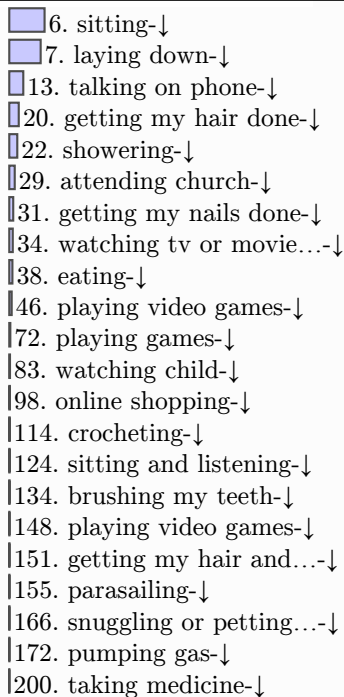 6. sitting-↓
7. laying down-↓
13. talking on phone-↓
20. getting my hair done-↓
22. showering-↓
29. attending church-↓
31. getting my nails done-↓
34. watching tv or movie…-↓
38. eating-↓
46. playing video games-↓
72. playing games-↓
83. watching child-↓
98. online shopping-↓
114. crocheting-↓
124. sitting and listening-↓
134. brushing my teeth-↓
148. playing video games-↓
151. getting my hair and…-↓
155. parasailing-↓
166. snuggling or petting…-↓
172. pumping gas-↓
200. taking medicine-↓